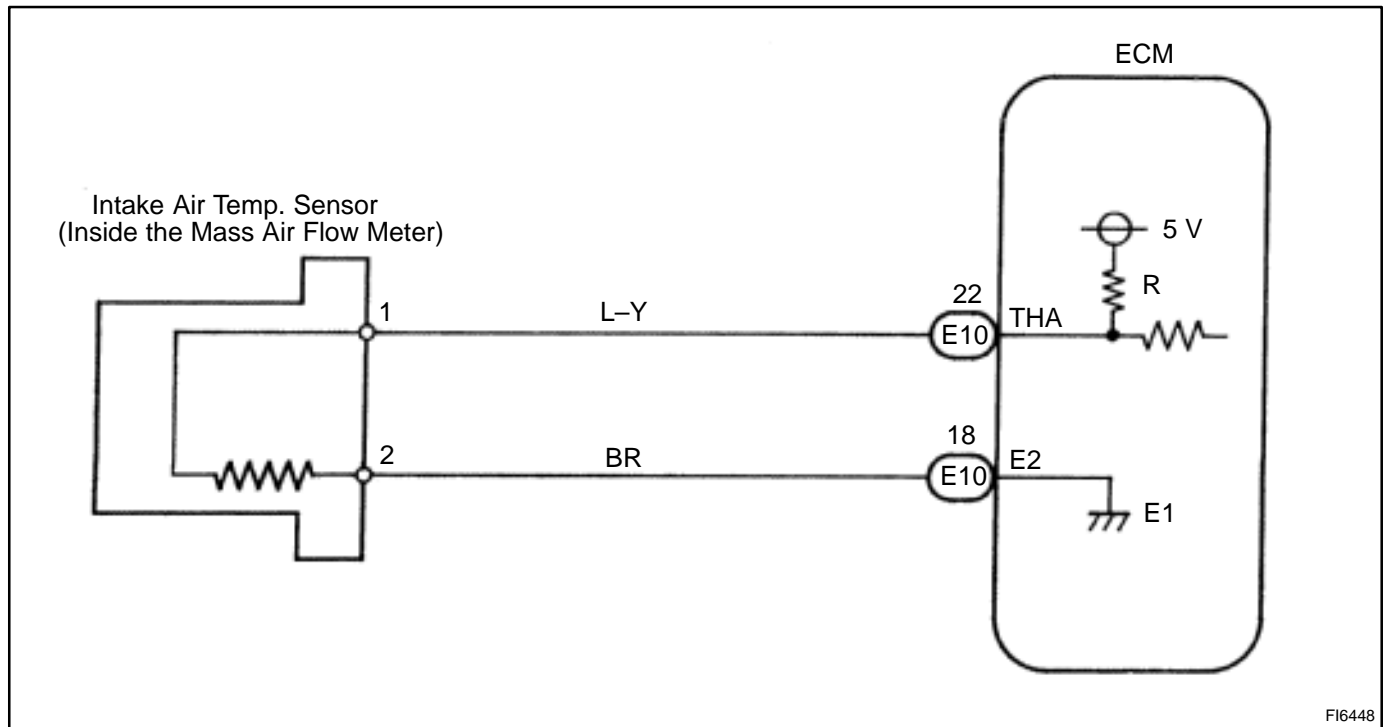 ECM
Intake Air Temp. Sensor
(Inside the Mass Air Flow Meter)
5 V
R
1
L–Y
22
E10
THA
2
BR
18
E10
E2
E1
FI6448